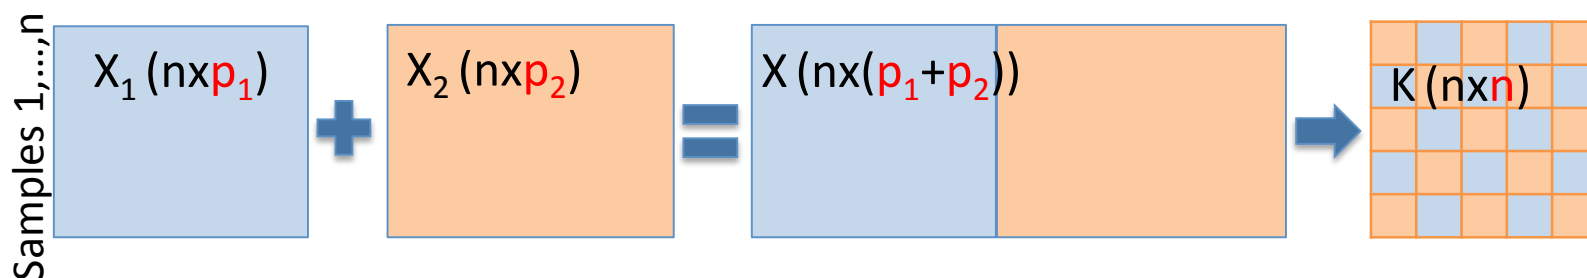 Samples 1,...,n
X₁ (nxp₁)
X₂ (nxp₂)
X (nx(p₁+p₂))
K (nxn)